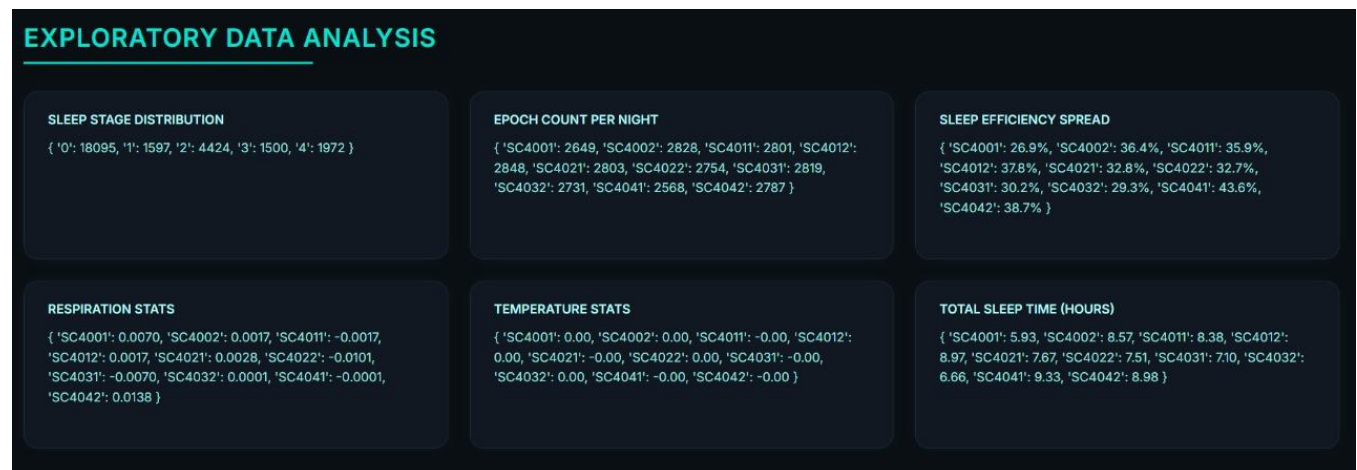 EXPLORATORY DATA ANALYSIS
SLEEP STAGE DISTRIBUTION
{ '0': 18095, '1': 1597, '2': 4424, '3': 1500, '4': 1972 }
EPOCH COUNT PER NIGHT
{ 'SC4001': 2649, 'SC4002': 2828, 'SC4011': 2801, 'SC4012':
2848, 'SC4021': 2803, 'SC4022': 2754, 'SC4031': 2819,
'SC4032': 2731, 'SC4041': 2568, 'SC4042': 2787 }
SLEEP EFFICIENCY SPREAD
{ 'SC4001': 26.9%, 'SC4002': 36.4%, 'SC4011': 35.9%,
'SC4012': 37.8%, 'SC4021': 32.8%, 'SC4022': 32.7%,
'SC4031': 30.2%, 'SC4032': 29.3%, 'SC4041': 43.6%,
'SC4042': 38.7% }
RESPIRATION STATS
{ 'SC4001': 0.0070, 'SC4002': 0.0017, 'SC4011': -0.0017,
'SC4012': 0.0017, 'SC4021': 0.0028, 'SC4022': -0.0101,
'SC4031': -0.0070, 'SC4032': 0.0001, 'SC4041': -0.0001,
'SC4042': 0.0138 }
TEMPERATURE STATS
{ 'SC4001': 0.00, 'SC4002': 0.00, 'SC4011': -0.00, 'SC4012':
0.00, 'SC4021': -0.00, 'SC4022': 0.00, 'SC4031': -0.00,
'SC4032': 0.00, 'SC4041': -0.00, 'SC4042': -0.00 }
TOTAL SLEEP TIME (HOURS)
{ 'SC4001': 5.93, 'SC4002': 8.57, 'SC4011': 8.38, 'SC4012':
8.97, 'SC4021': 7.67, 'SC4022': 7.51, 'SC4031': 7.10, 'SC4032':
6.66, 'SC4041': 9.33, 'SC4042': 8.98 }